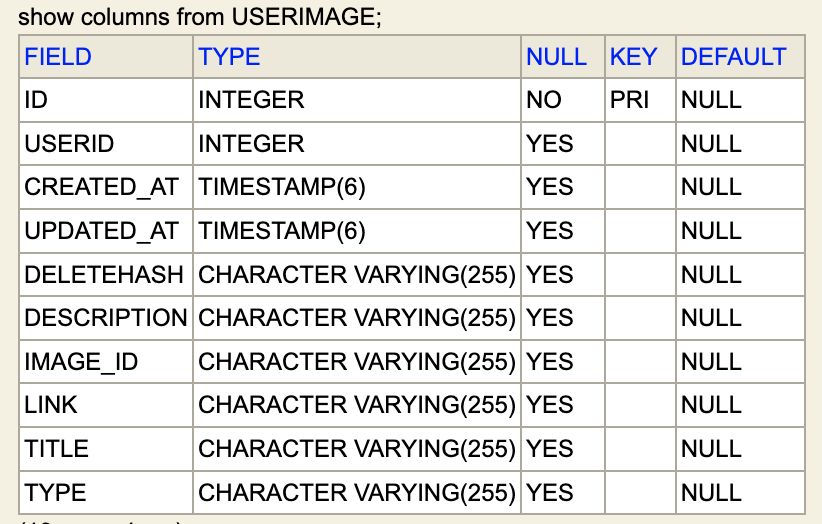 show columns from USERIMAGE;
FIELD TYPE NULL KEY DEFAULT
ID INTEGER NO PRI NULL
USERID INTEGER YES NULL
CREATED_AT TIMESTAMP(6) YES NULL
UPDATED_AT TIMESTAMP(6) YES NULL
DELETEHASH CHARACTER VARYING(255) YES NULL
DESCRIPTION CHARACTER VARYING(255) YES NULL
IMAGE_ID CHARACTER VARYING(255) YES NULL
LINK CHARACTER VARYING(255) YES NULL
TITLE CHARACTER VARYING(255) YES NULL
TYPE CHARACTER VARYING(255) YES NULL